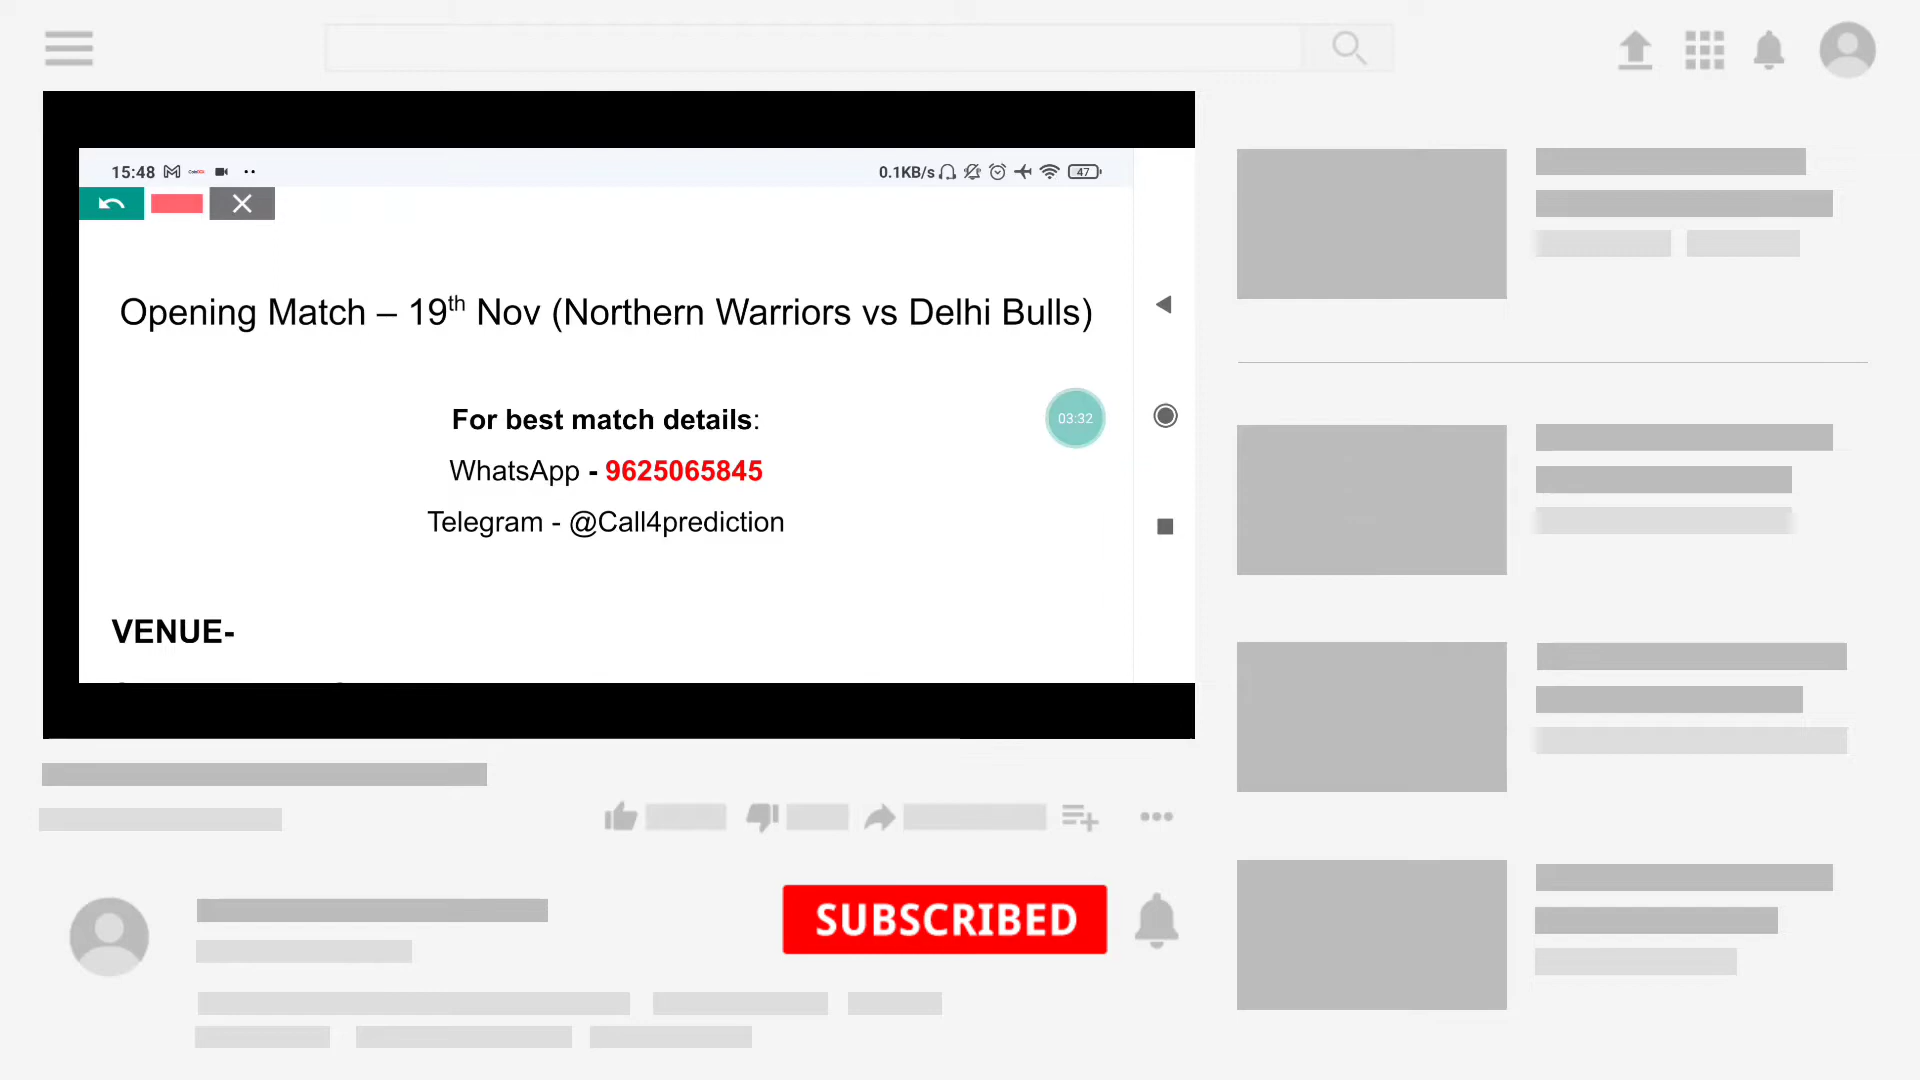 15:48
0.1KB/s
47
Opening Match – 19th Nov (Northern Warriors vs Delhi Bulls)
For best match details:
03:32
WhatsApp - 9625065845
Telegram - @Call4prediction
VENUE-
SUBSCRIBED